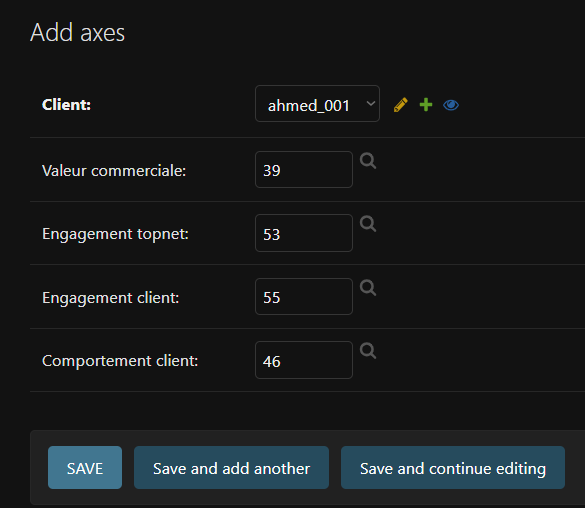 Add axes
Client: ahmed_001
Valeur commerciale: 39
Engagement topnet: 53
Engagement client: 55
Comportement client: 46
SAVE Save and add another Save and continue editing